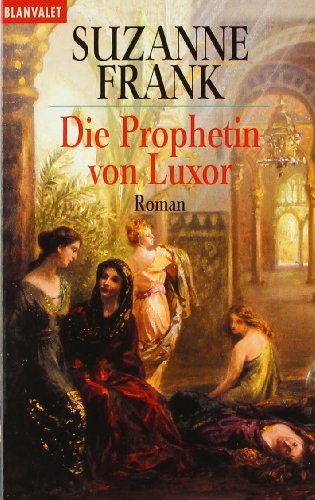 BLANVALET
SUZANNE
FRANK
Die Prophetin
von Luxor
Roman